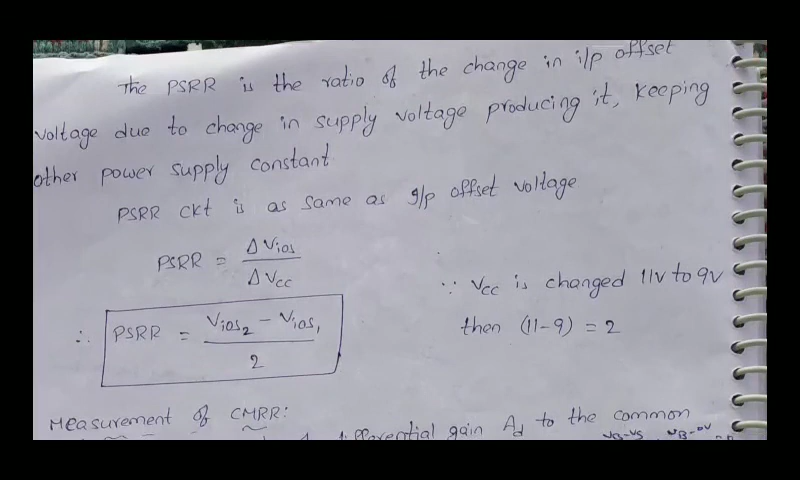 The PSRR is the ratio of the change in i/p offset
voltage due to change in supply voltage producing it, keeping
other power supply constant
PSRR ckt is as same as I/p offset voltage
PSRR = ΔVios / ΔVcc
∵ Vcc is changed 11v to 9v
then (11-9) = 2
∴ PSRR = Vios2 - Vios1 / 2
Measurement of CMRR:
differential gain Ad to the common